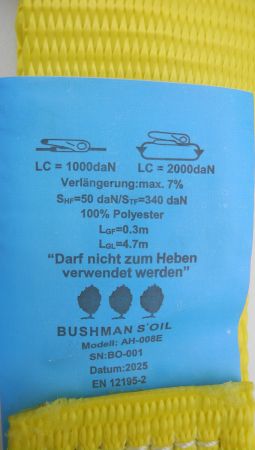 LC = 1000daN LC = 2000daN
Verlängerung:max. 7%
SHF=50 daN/STF=340 daN
100% Polyester
LGF=0.3m
LGL=4.7m
“Darf nicht zum Heben
verwendet werden”
BUSHMAN S'OIL
Modell: AH-008E
SN:BO-001
Datum:2025
EN 12195-2